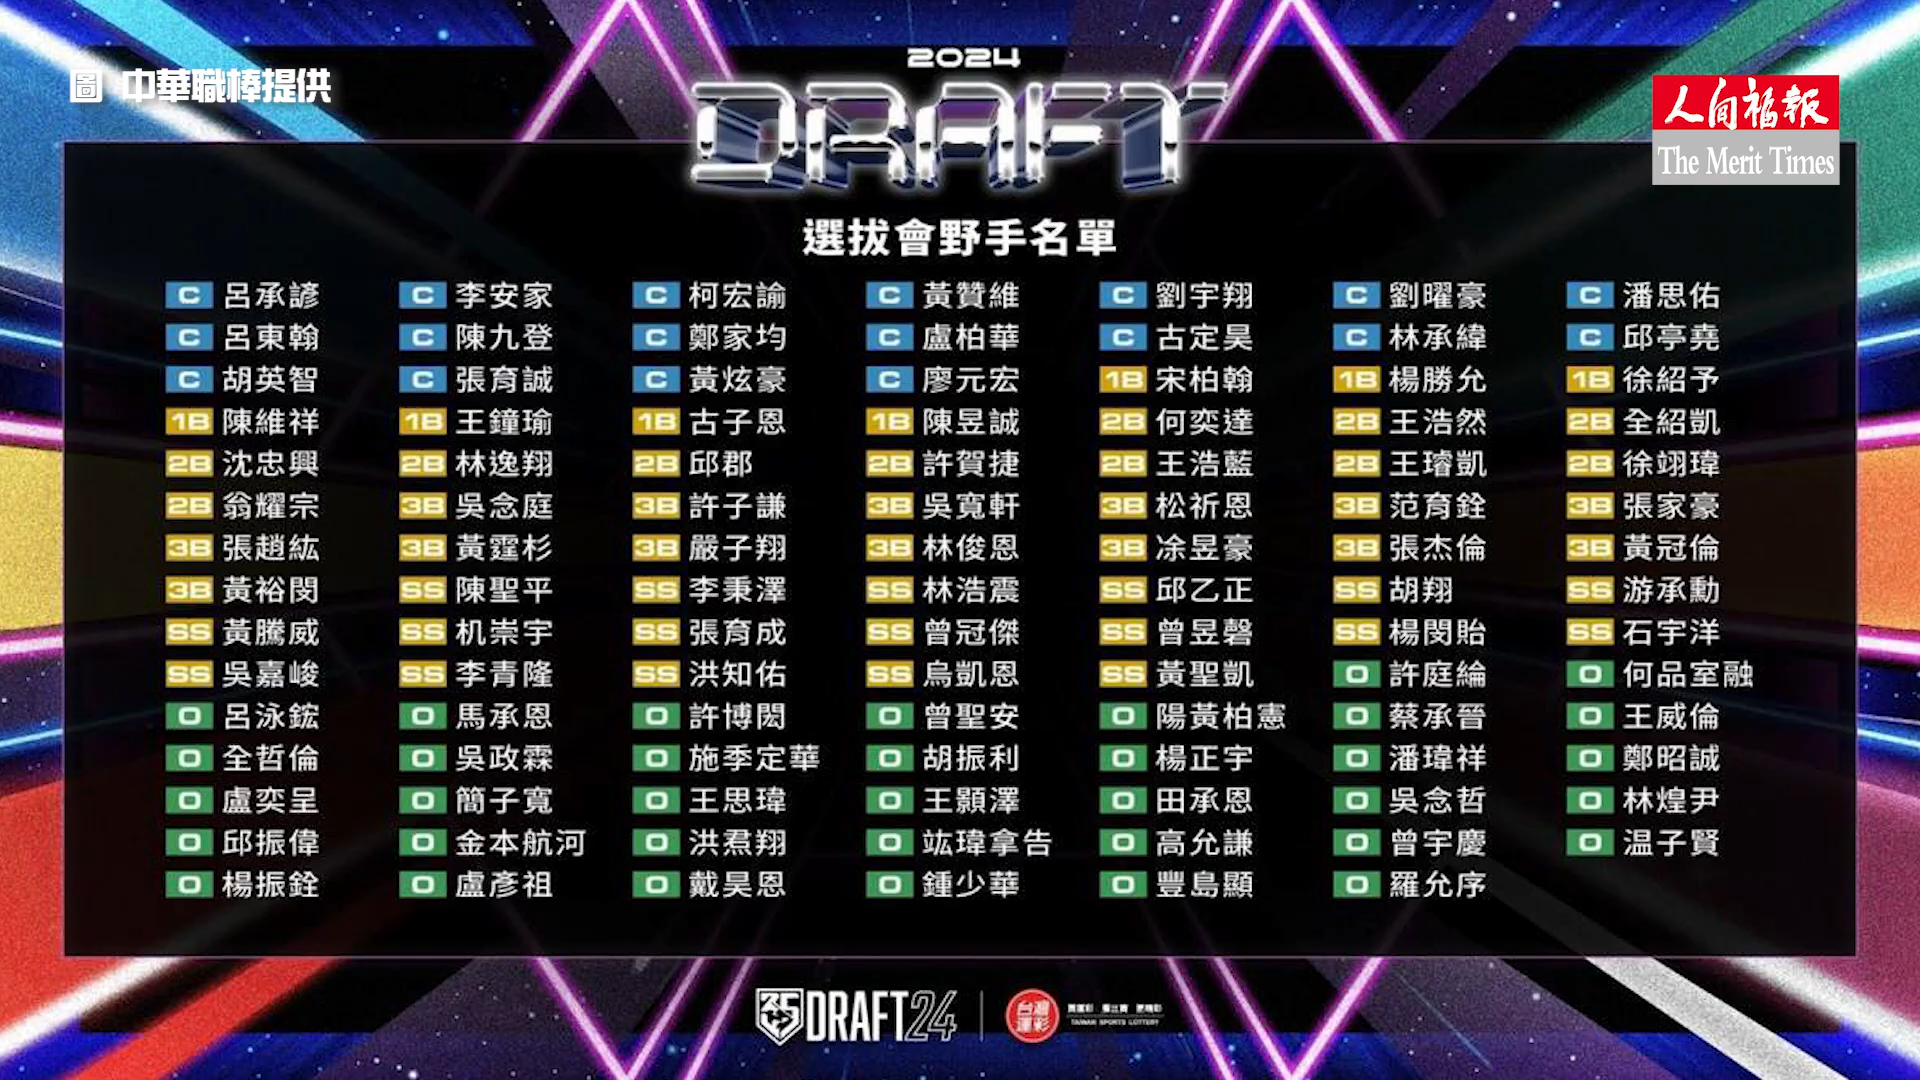 2024
圖 中華職棒提供
DRAFT
人間福報
The Merit Times
選拔會野手名單
C 呂承諺 C 李安家 C 柯宏諭 C 黃贊維 C 劉宇翔 C 劉曜豪 C 潘思佑
C 呂東翰 C 陳九登 C 鄭家均 C 盧柏華 C 古定昊 C 林承緯 C 邱亭堯
C 胡英智 C 張育誠 C 黃炫豪 C 廖元宏 1B 宋柏翰 1B 楊勝允 1B 徐紹予
1B 陳維祥 1B 王鐘瑜 1B 古子恩 1B 陳昱誠 2B 何奕達 2B 王浩然 2B 全紹凱
2B 沈忠興 2B 林逸翔 2B 邱郡 2B 許賀捷 2B 王浩藍 2B 王璿凱 2B 徐翊瑋
2B 翁耀宗 3B 吳念庭 3B 許子謙 3B 吳寬軒 3B 松祈恩 3B 范育銓 3B 張家豪
3B 張趙紘 3B 黃霆杉 3B 嚴子翔 3B 林俊恩 3B 凃昱豪 3B 張杰倫 3B 黃冠倫
3B 黃裕閔 SS 陳聖平 SS 李秉澤 SS 林浩震 SS 邱乙正 SS 胡翔 SS 游承勳
SS 黃騰威 SS 机崇宇 SS 張育成 SS 曾冠傑 SS 曾昱磬 SS 楊閔貽 SS 石宇洋
SS 吳嘉峻 SS 李青隆 SS 洪知佑 SS 烏凱恩 SS 黃聖凱 O 許庭綸 O 何品室融
O 呂泳鋐 O 馬承恩 O 許博閎 O 曾聖安 O 陽黃柏憲 O 蔡承晉 O 王威倫
O 全哲倫 O 吳政霖 O 施季定華 O 胡振利 O 楊正宇 O 潘瑋祥 O 鄭昭誠
O 盧奕呈 O 簡子寬 O 王思瑋 O 王顥澤 O 田承恩 O 吳念哲 O 林煌尹
O 邱振偉 O 金本航河 O 洪焄翔 O 竑瑋拿告 O 高允謙 O 曾宇慶 O 温子賢
O 楊振銓 O 盧彥祖 O 戴昊恩 O 鍾少華 O 豐島顯 O 羅允序
35 DRAFT24
台灣運彩
TAIWAN SPORTS LOTTERY